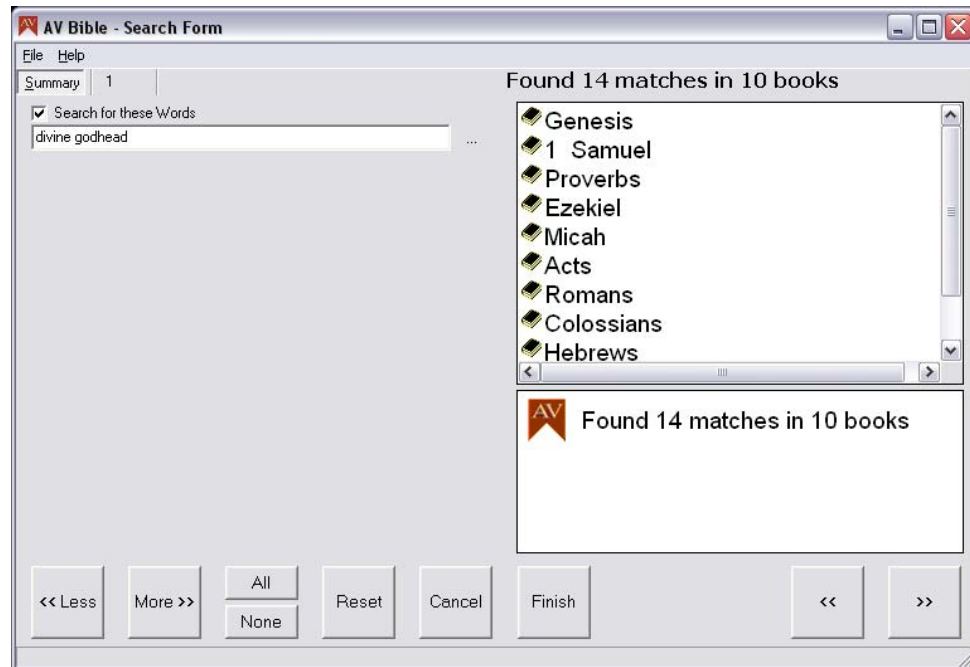 AV Bible - Search Form
File Help
Summary 1
Found 14 matches in 10 books
Search for these Words
divine godhead
...
Genesis
1 Samuel
Proverbs
Ezekiel
Micah
Acts
Romans
Colossians
Hebrews
AV Found 14 matches in 10 books
<< Less
More >>
All
None
Reset
Cancel
Finish
<<
>>